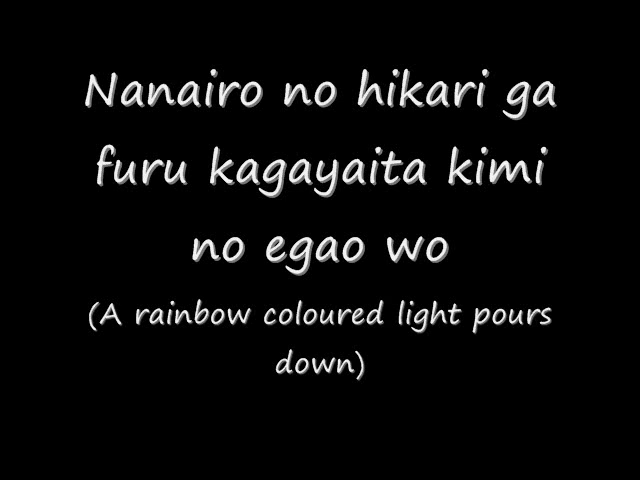 Nanairo no hikari ga
furu kagayaita kimi
no egao wo
(A rainbow coloured light pours
down)